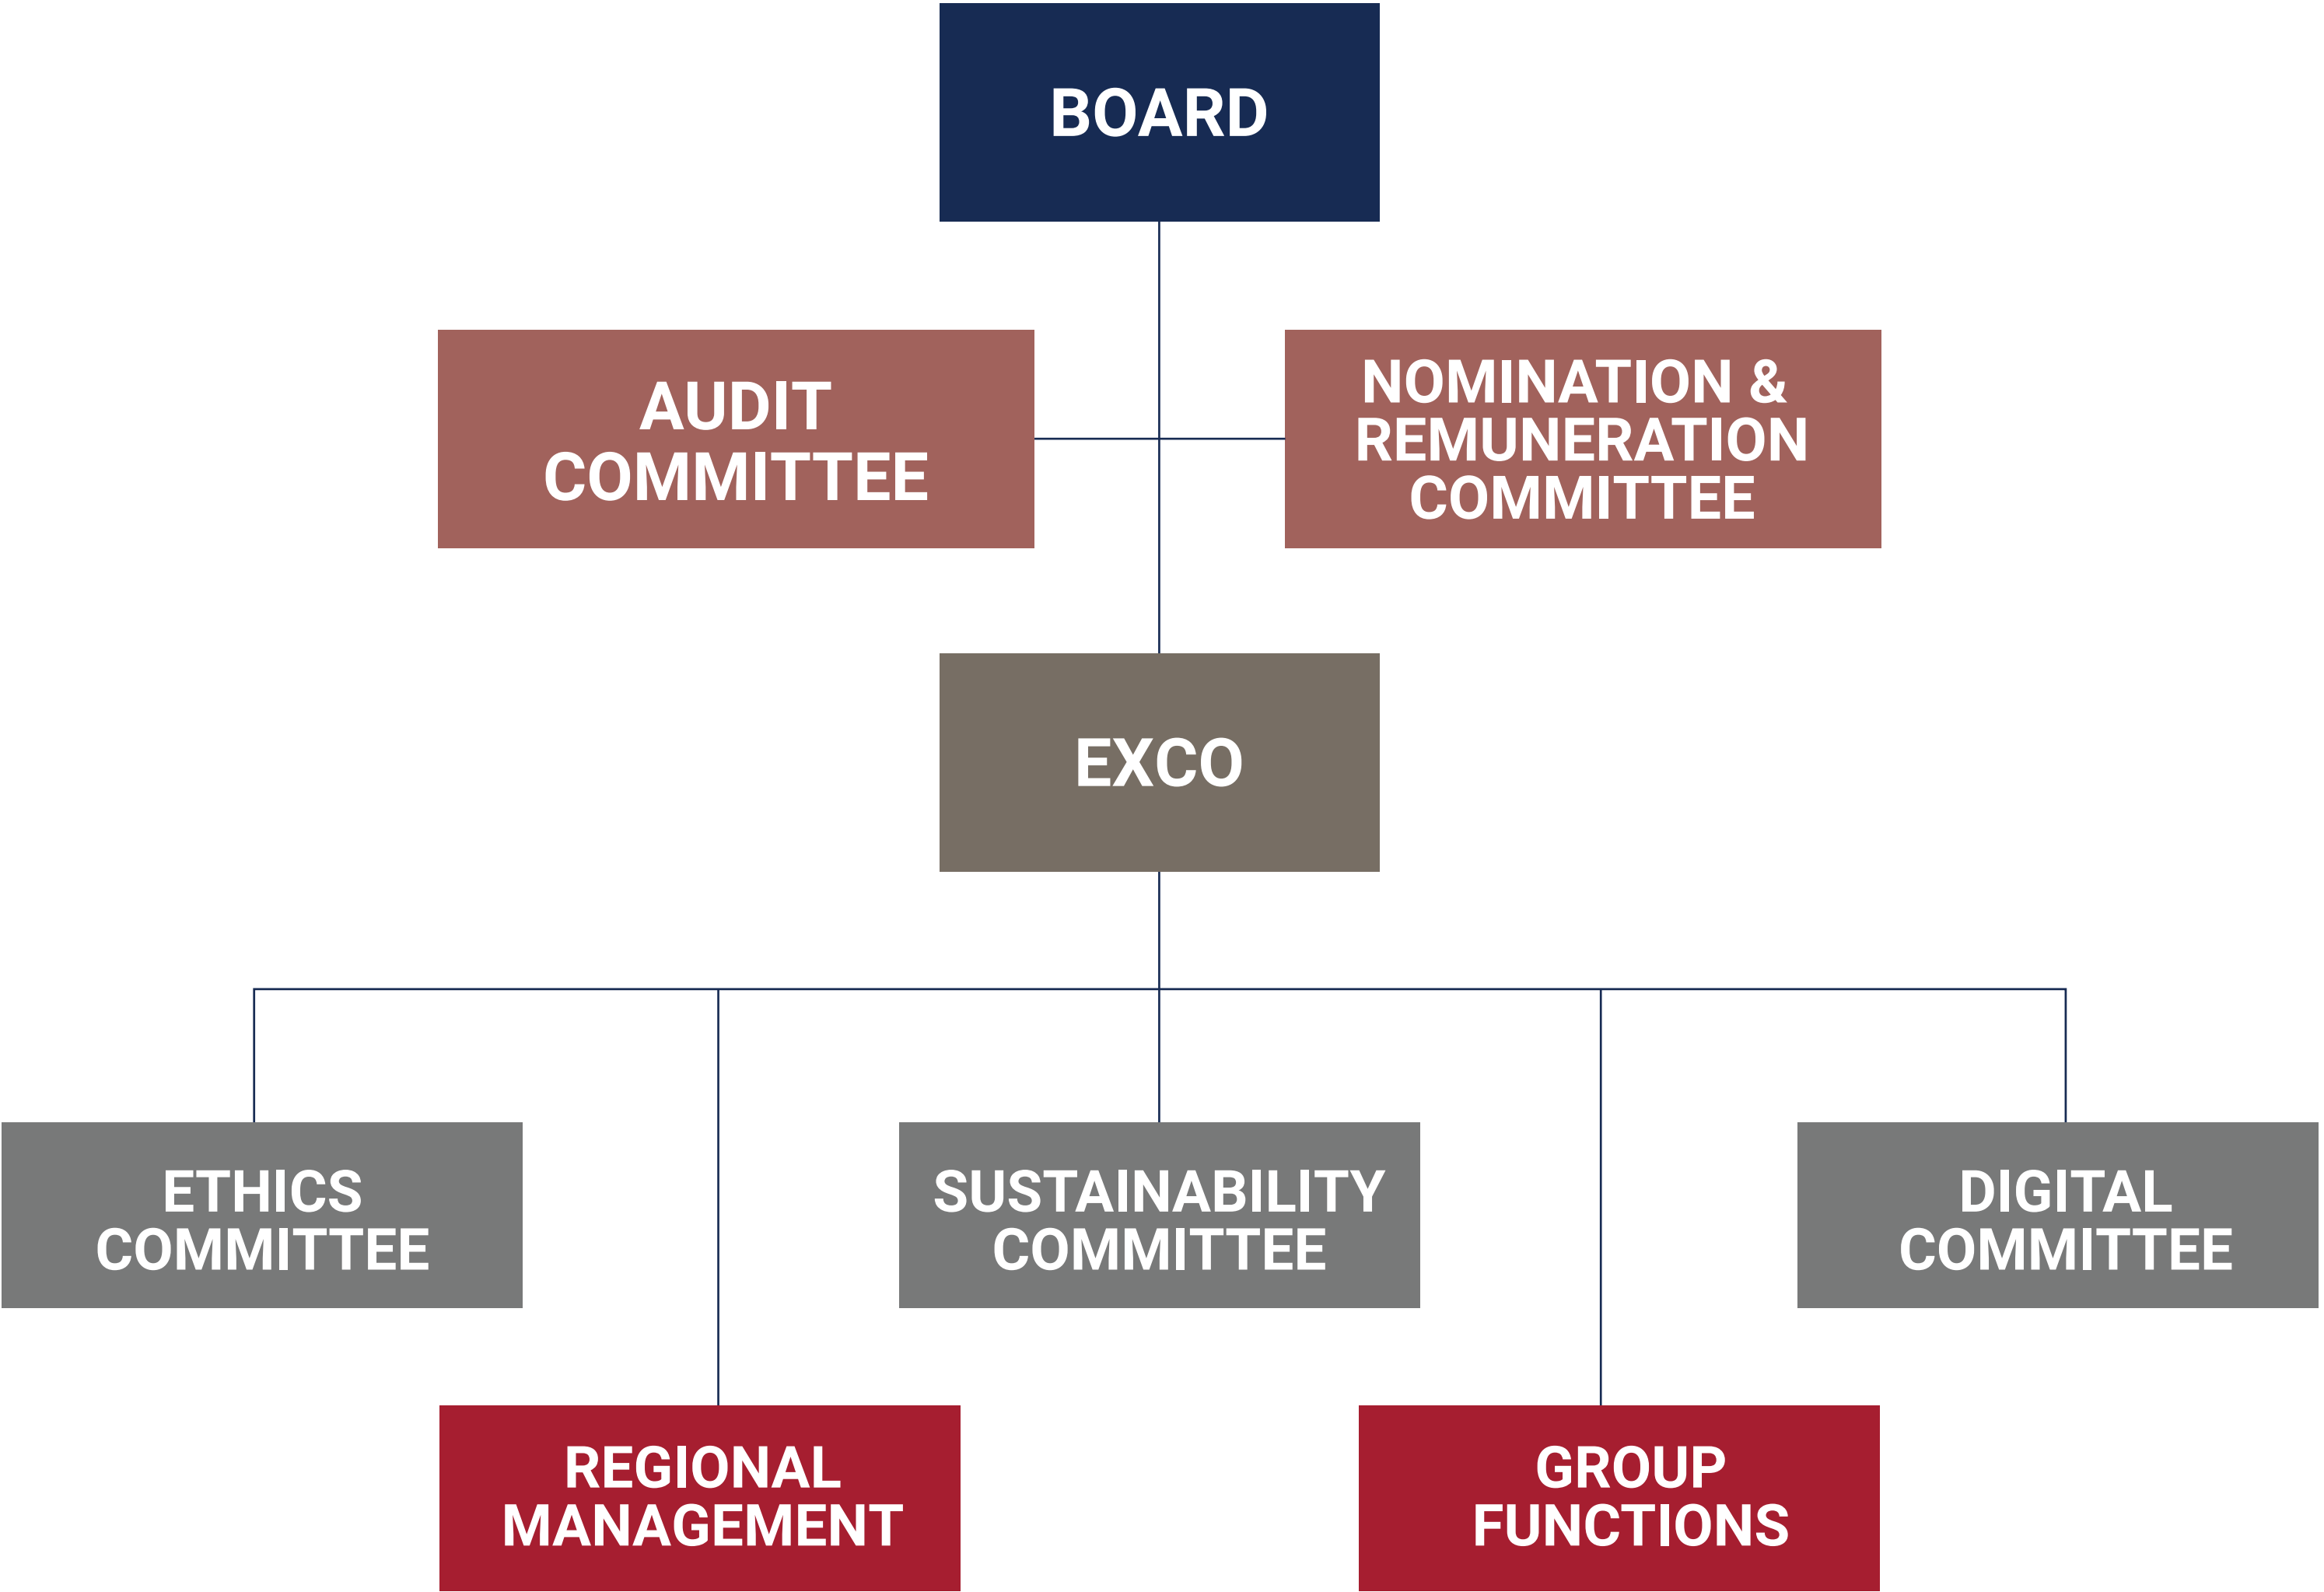 BOARD
AUDIT
COMMITTEE
NOMINATION &
REMUNERATION
COMMITTEE
EXCO
ETHICS
COMMITTEE
SUSTAINABILITY
COMMITTEE
DIGITAL
COMMITTEE
REGIONAL
MANAGEMENT
GROUP
FUNCTIONS